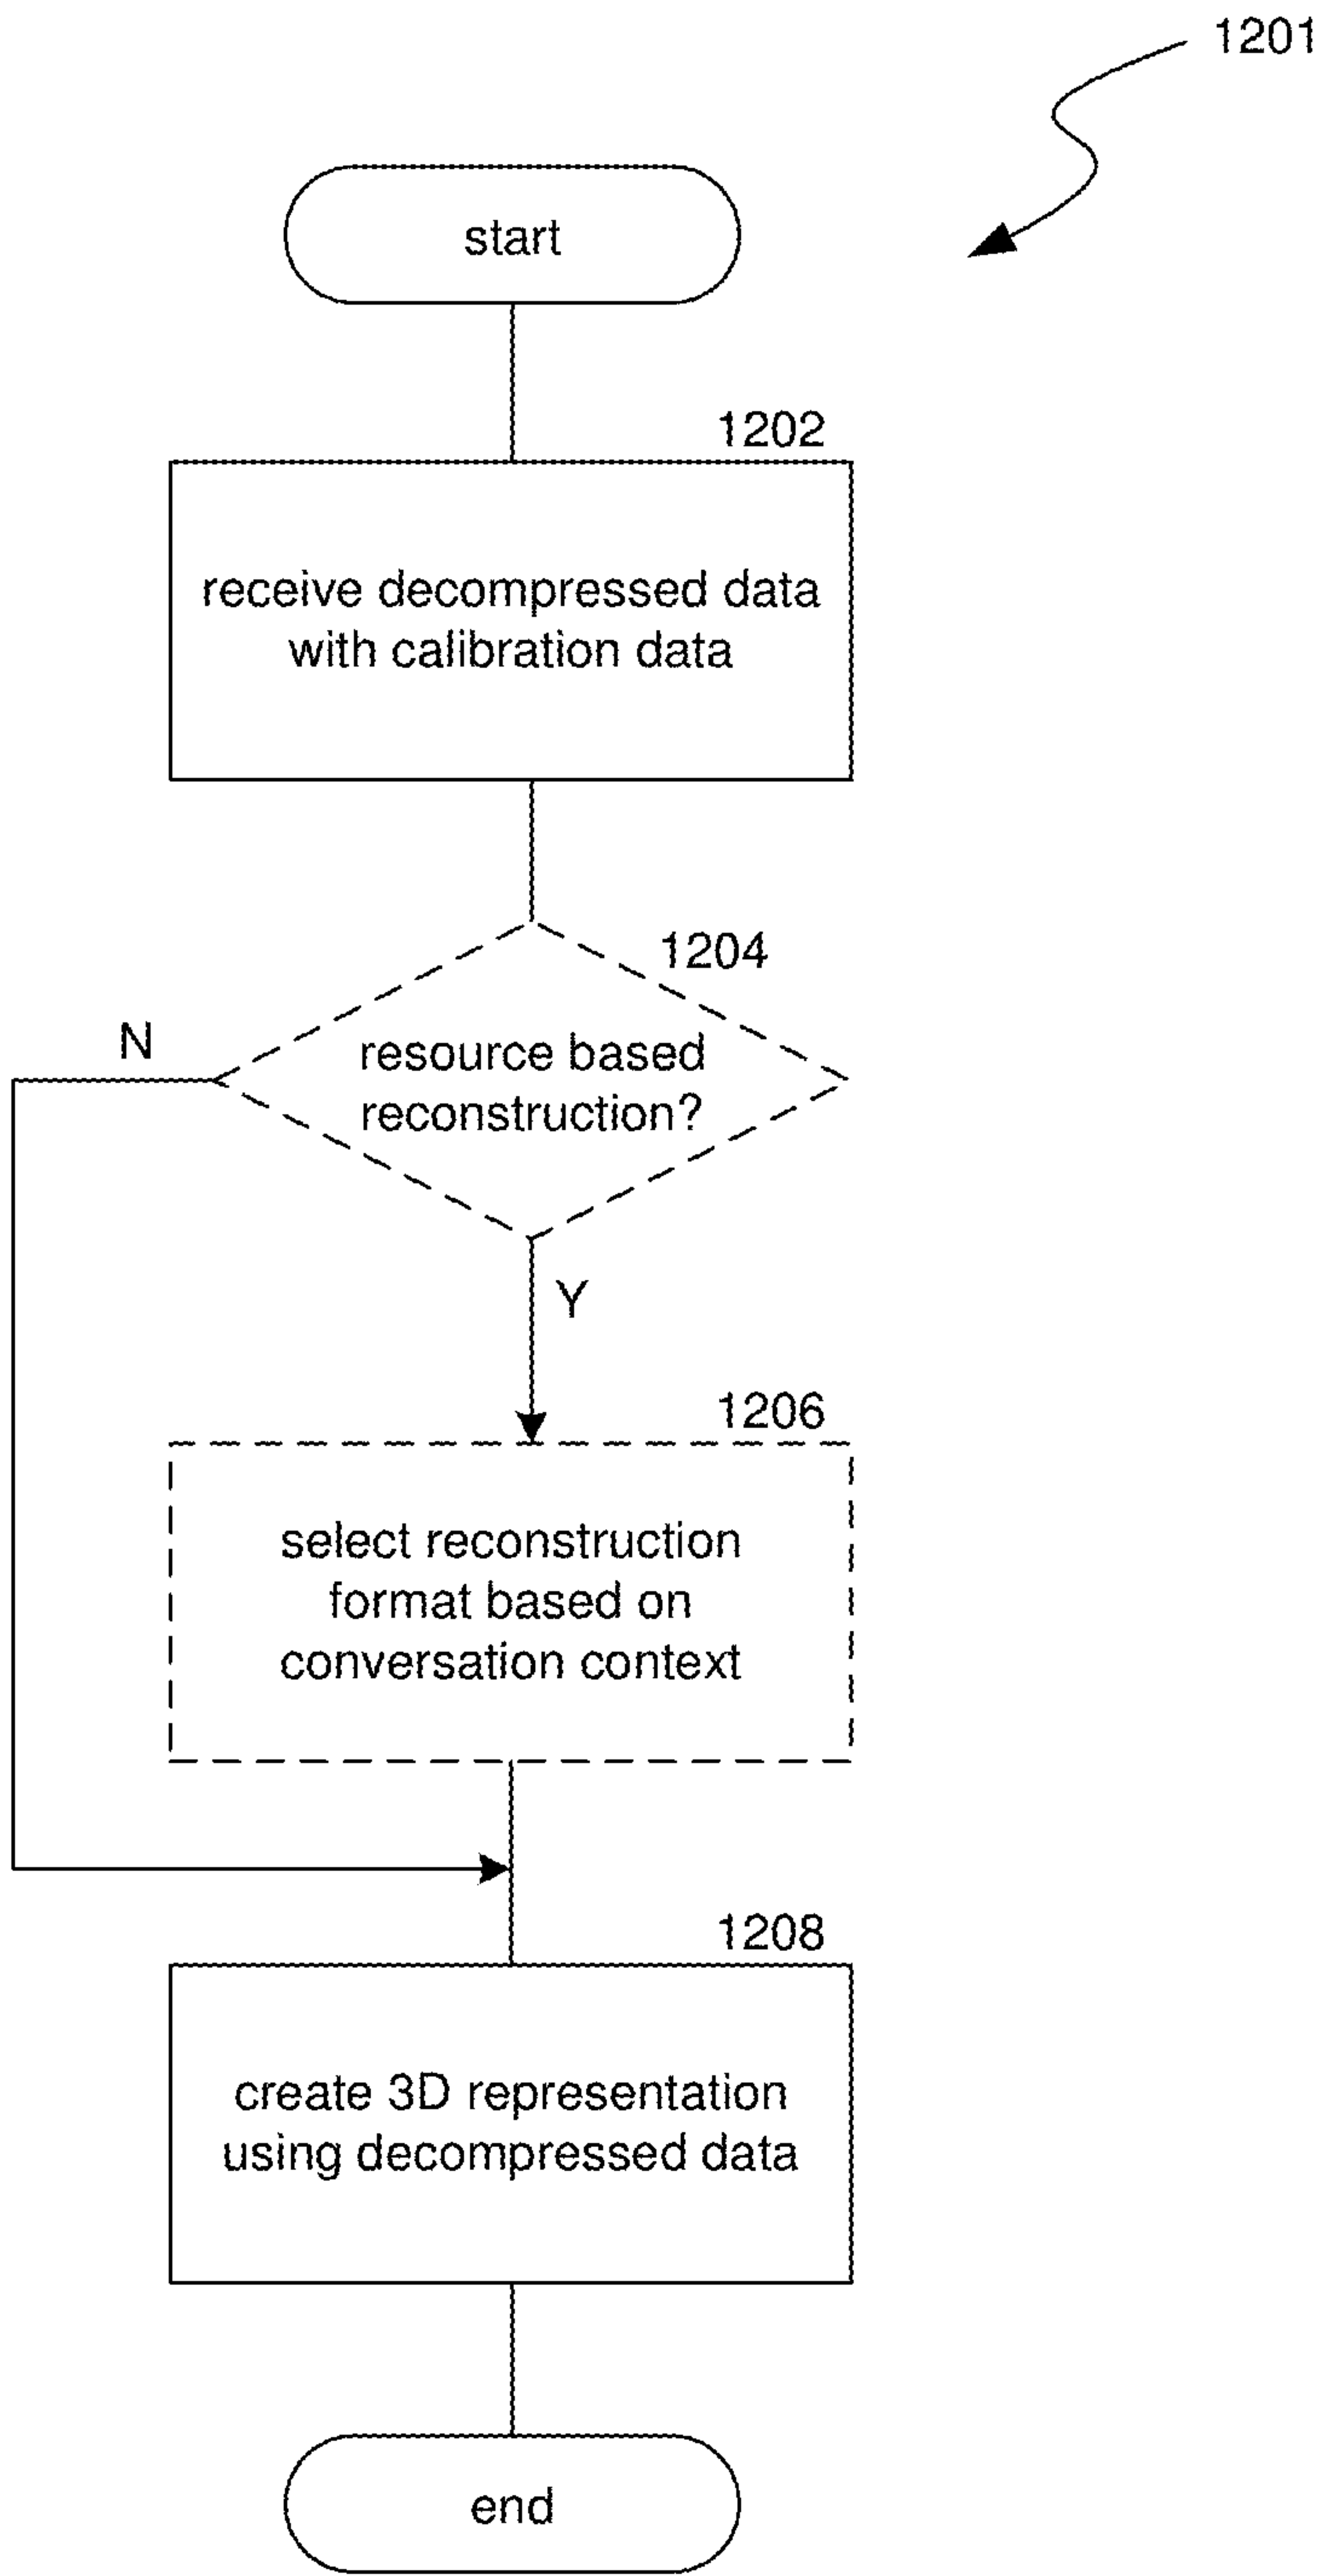 1201
start
1202
receive decompressed data
with calibration data
1204
N
resource based
reconstruction?
Y
1206
select reconstruction
format based on
conversation context
1208
create 3D representation
using decompressed data
end